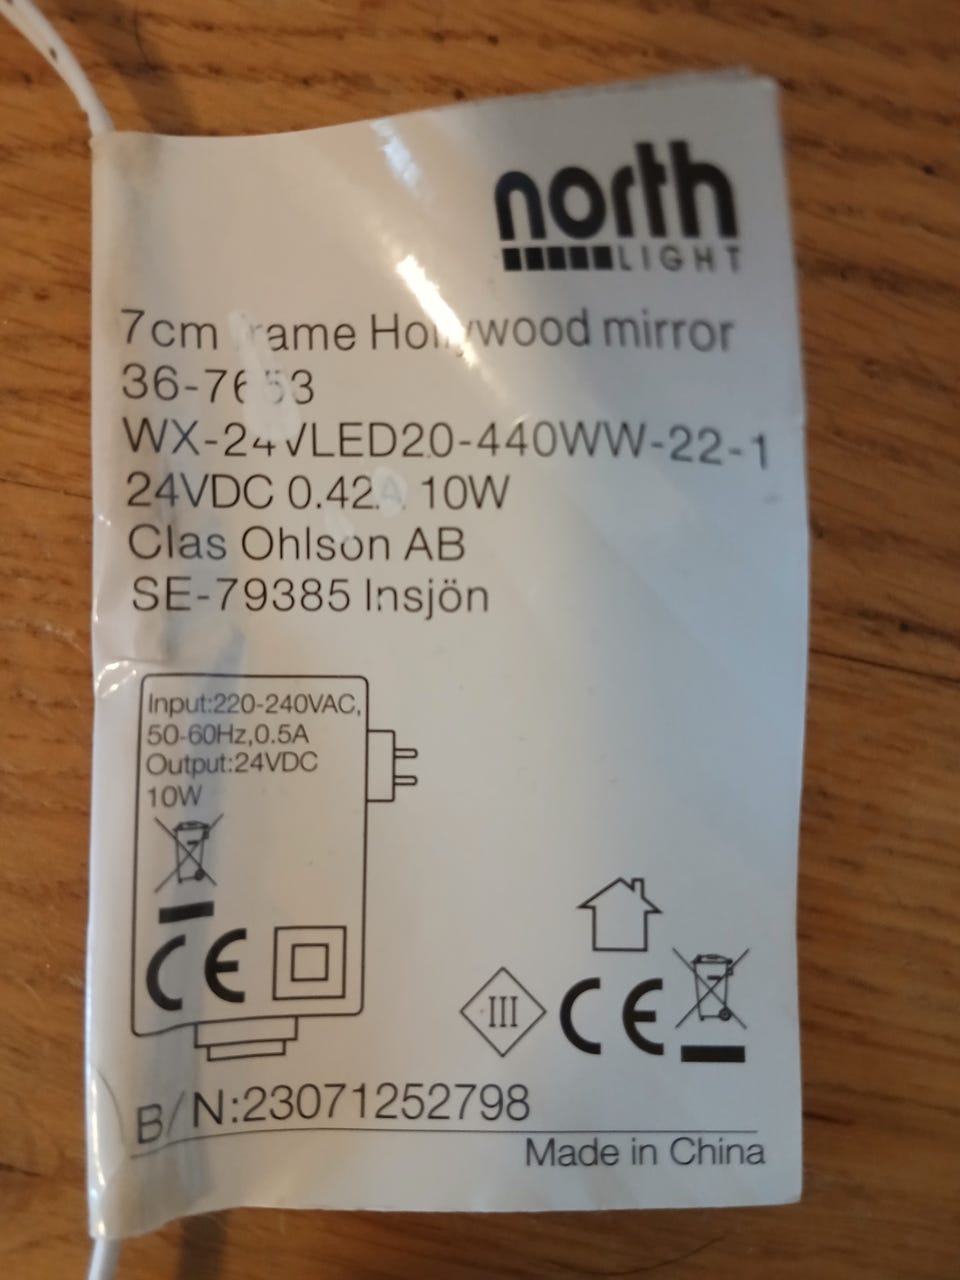 north
LIGHT
7cm frame Hollywood mirror
36-7653
WX-24VLED20-440WW-22-1
24VDC 0.42A 10W
Clas Ohlson AB
SE-79385 Insjön
Input:220-240VAC,
50-60Hz,0.5A
Output:24VDC
10W
CE
III
CE
B/N:23071252798
Made in China